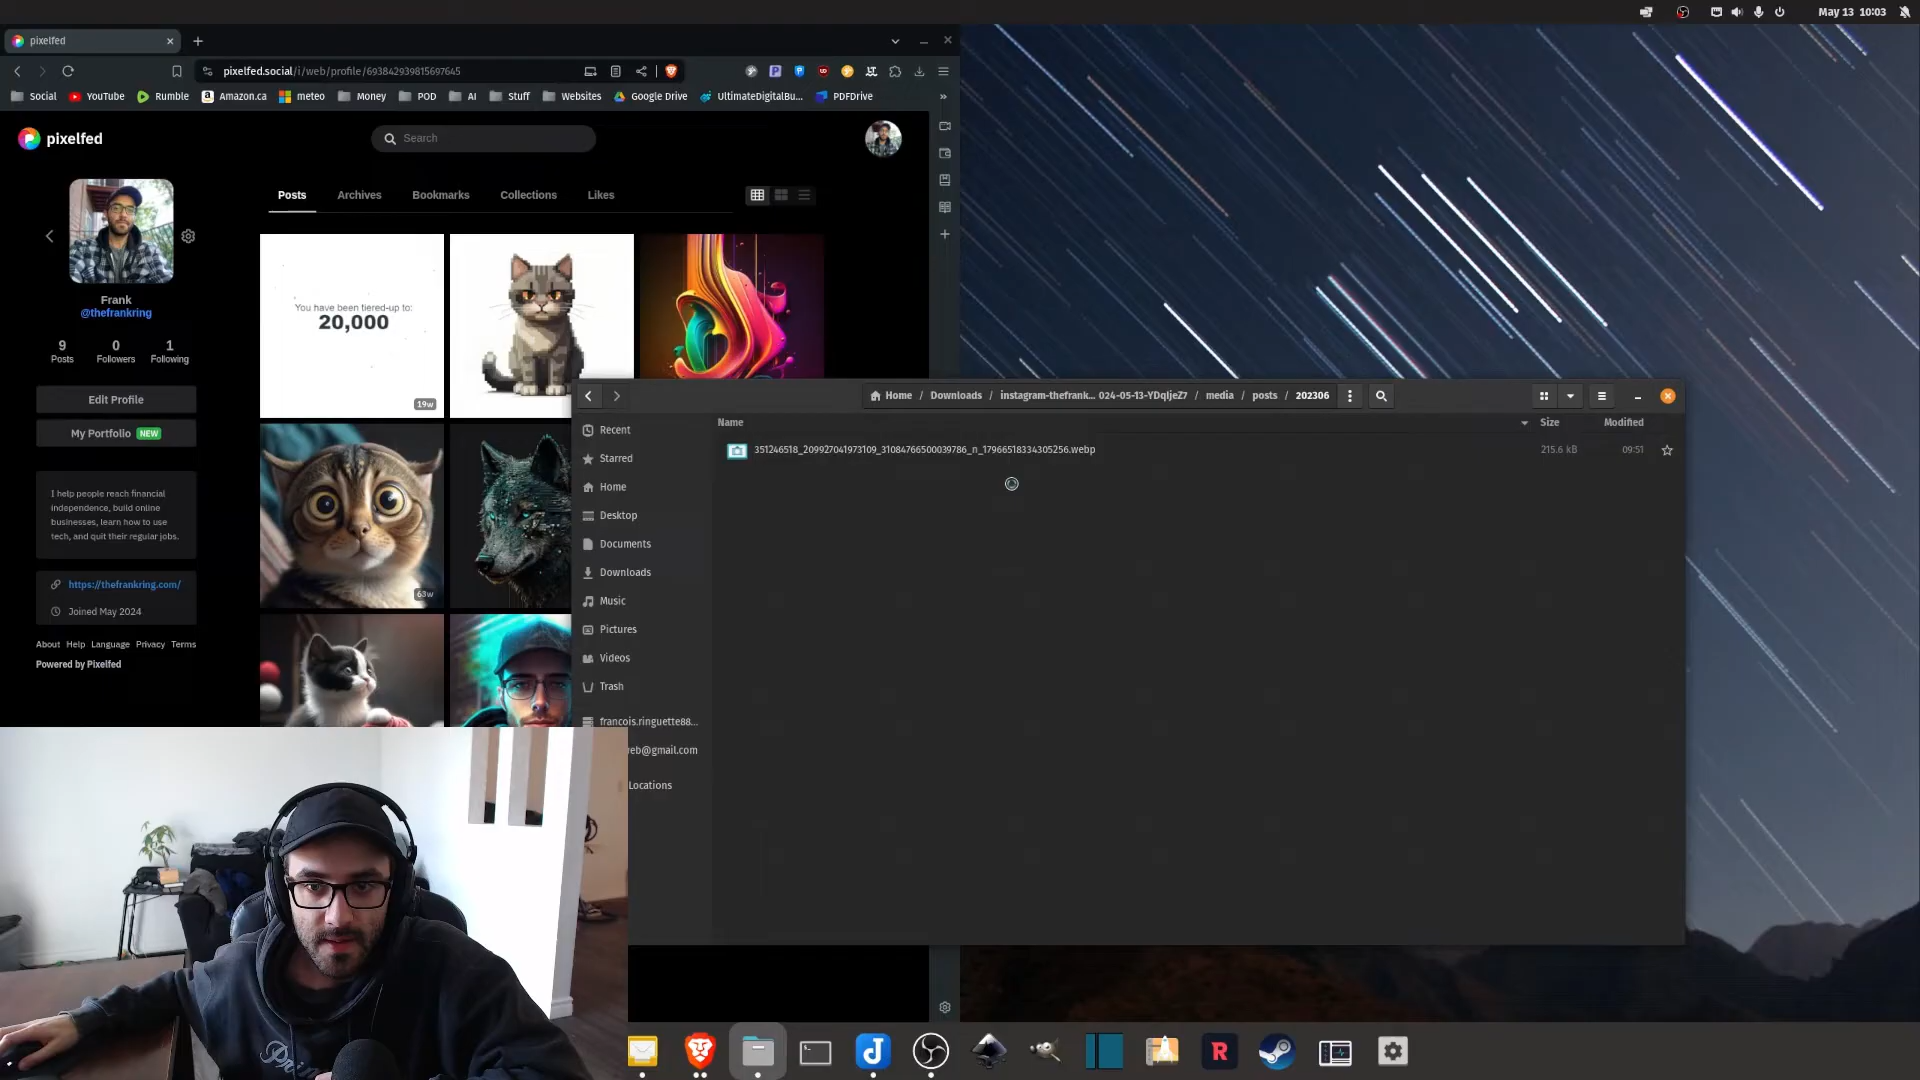 May 13 10:03
pixelfed
pixelfed.social/i/web/profile/693842939815697645
Social
YouTube
Rumble
Amazon.ca
meteo
Money
POD
AI
Stuff
Websites
Google Drive
UltimateDigitalBu...
PDFDrive
»
pixelfed
Search
Posts
Archives
Bookmarks
Collections
Likes
Frank
@thefrankring
9
0
1
Posts
Followers
Following
Edit Profile
My Portfolio NEW
I help people reach financial
independence, build online
businesses, learn how to use
tech, and quit their regular jobs.
https://thefrankring.com/
Joined May 2024
About Help Language Privacy Terms
Powered by Pixelfed
You have been tiered-up to:
20,000
19w
63w
Home / Downloads / instagram-thefrank... 024-05-13-YDqljeZ7 / media / posts / 202306
Name
Size
Modified
351246518_209927041973109_31084766500039786_n_17966518334305256.webp
215.6 kB
09:51
Recent
Starred
Home
Desktop
Documents
Downloads
Music
Pictures
Videos
Trash
francois.ringuette88...
eb@gmail.com
Locations